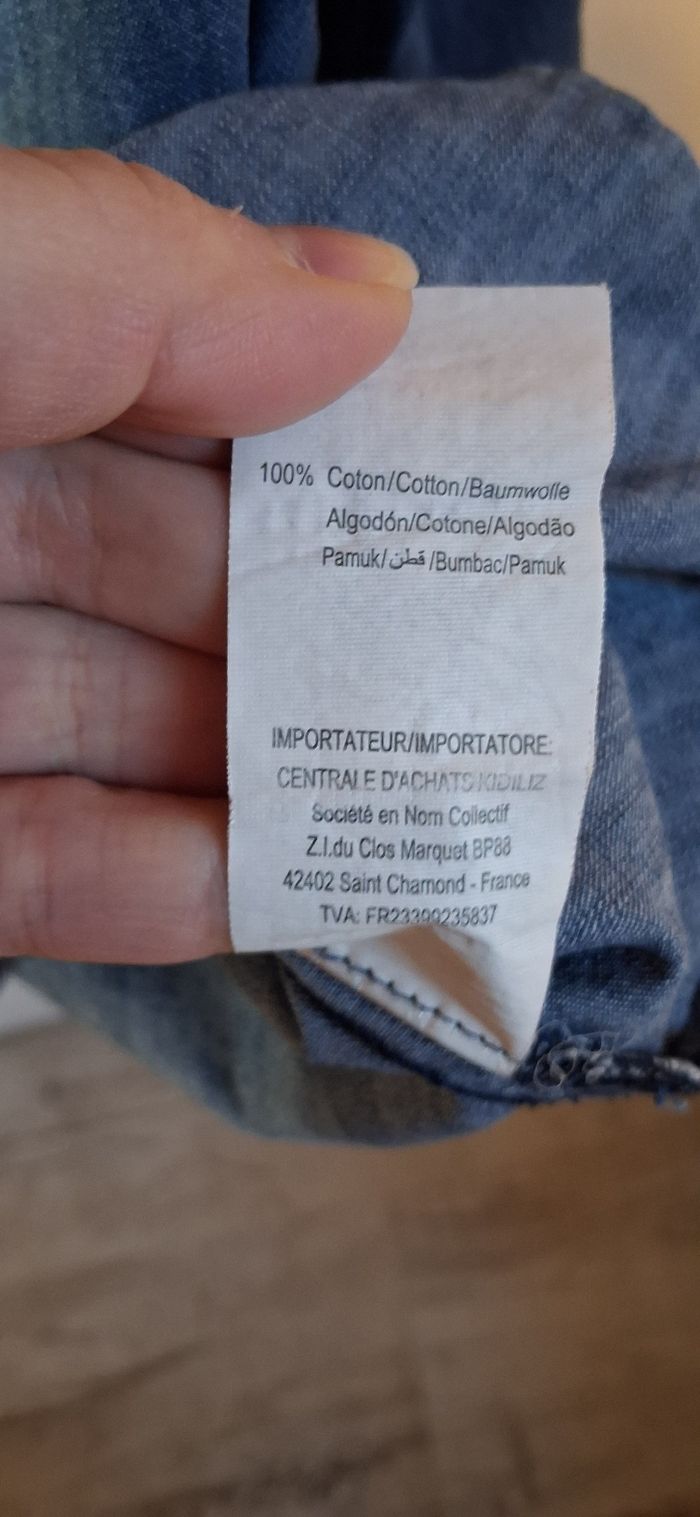 100% Coton/Cotton/Baumwolle
Algodón/Cotone/Algodão
Pamuk/قطن/Bumbac/Pamuk
IMPORTATEUR/IMPORTATORE:
CENTRALE D'ACHATS KIDILIZ
Société en Nom Collectif
Z.I.du Clos Marquet BP88
42402 Saint Chamond - France
TVA: FR23399235837